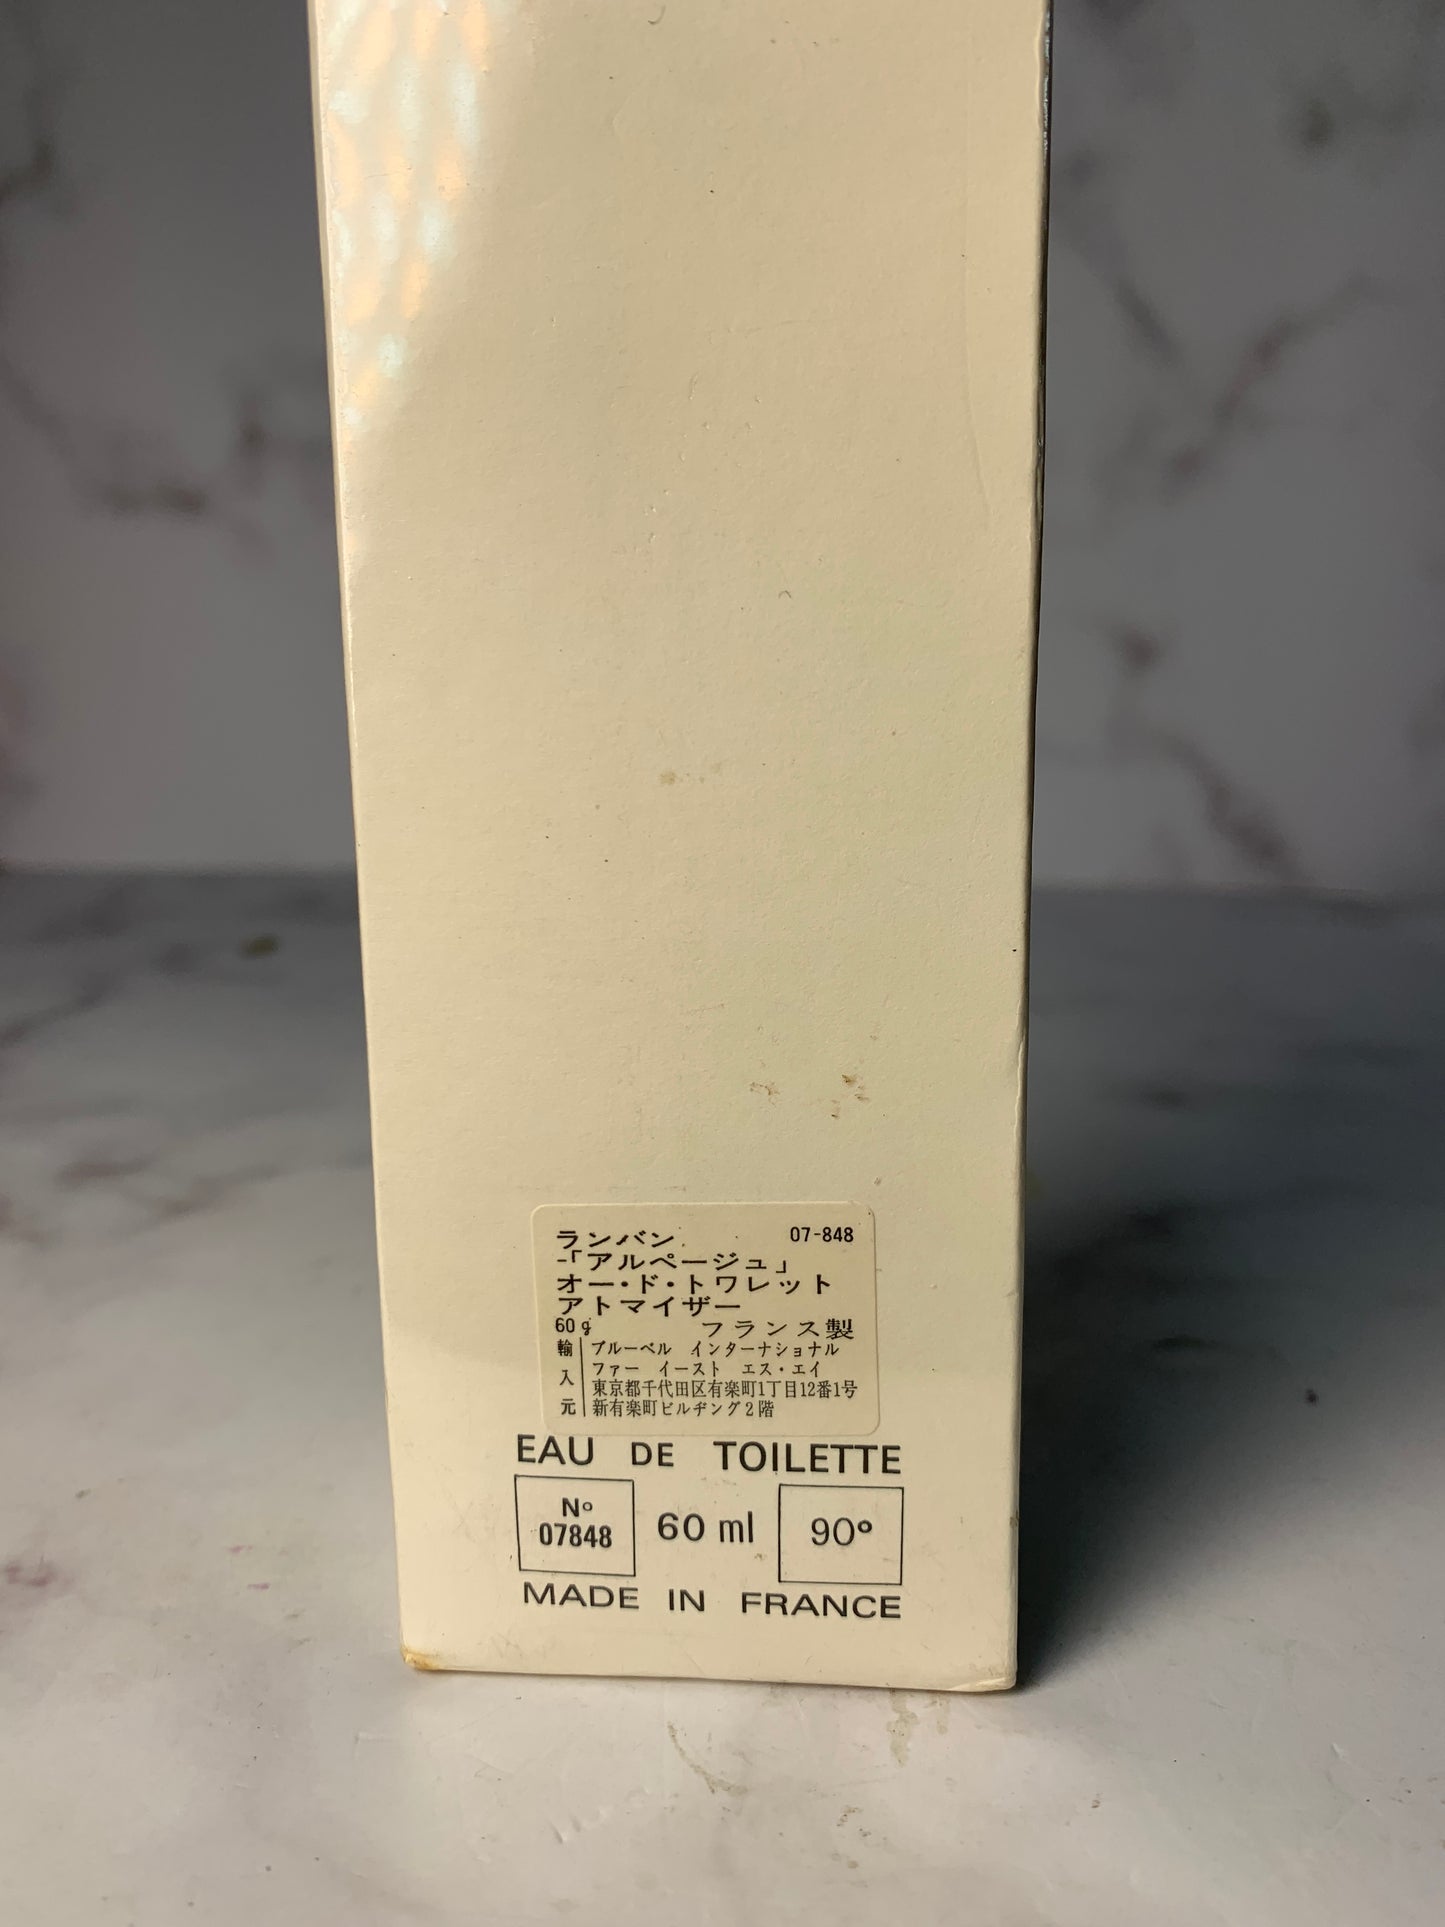 ランバン 07-848
-「アルページュ」
オー・ド・トワレット
アトマイザー
60g フランス製
輸入元
ブルーベル インターナショナル
ファー イースト エス・エイ
東京都千代田区有楽町1丁目12番1号
新有楽町ビルヂング2階
EAU DE TOILETTE
Nº
07848
60 ml
90º
MADE IN FRANCE